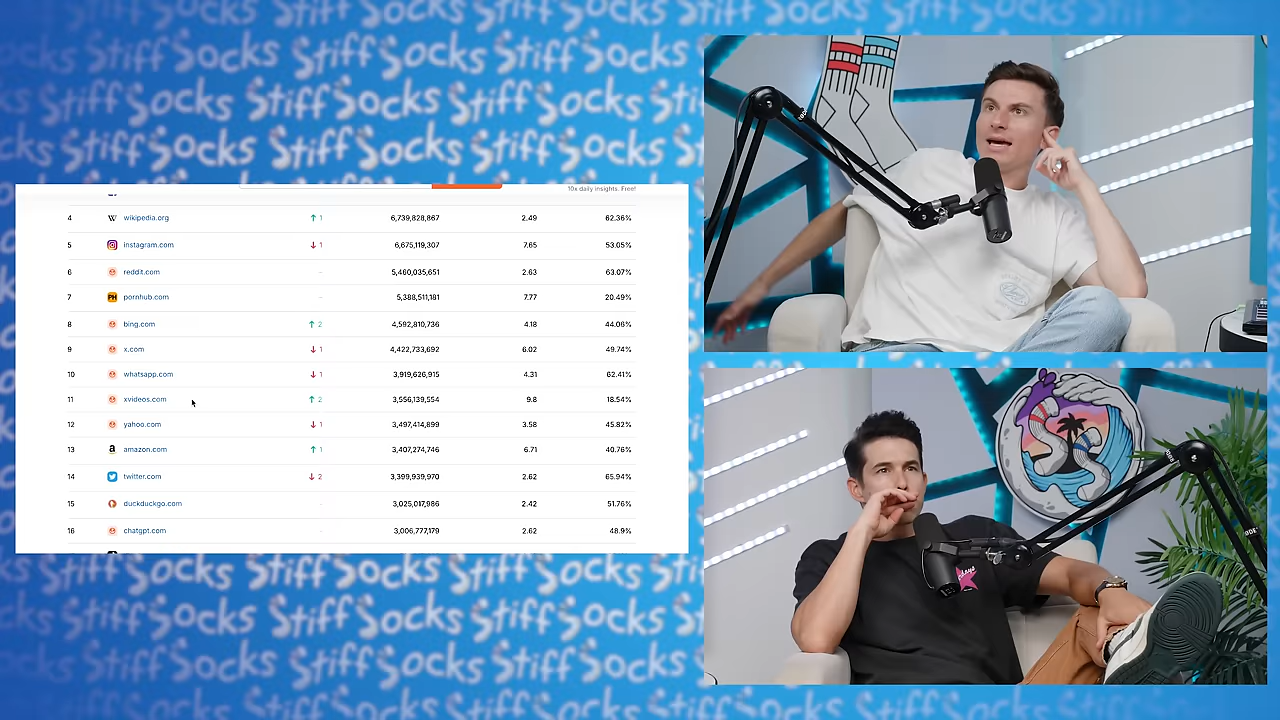 StiffSocks StiffSocks StiffSocks StiffSocks
10x daily insights. Free!
4 wikipedia.org ↑ 1 6,739,828,867 2.49 62.36%
5 instagram.com ↓ 1 6,675,119,307 7.65 53.05%
6 reddit.com - 5,460,035,651 2.63 63.07%
7 PH pornhub.com - 5,388,511,181 7.77 20.49%
8 bing.com ↑ 2 4,592,810,736 4.18 44.06%
9 x.com ↓ 1 4,422,733,692 6.02 49.74%
10 whatsapp.com ↓ 1 3,919,626,915 4.31 62.41%
11 xvideos.com ↑ 2 3,556,139,554 9.8 18.54%
12 yahoo.com ↓ 1 3,497,414,899 3.58 45.82%
13 amazon.com ↑ 1 3,407,274,746 6.71 40.76%
14 twitter.com ↓ 2 3,399,939,970 2.62 65.94%
15 duckduckgo.com - 3,025,017,986 2.42 51.76%
16 chatgpt.com - 3,006,777,179 2.62 48.9%
StiffSocks StiffSocks StiffSocks StiffSocks